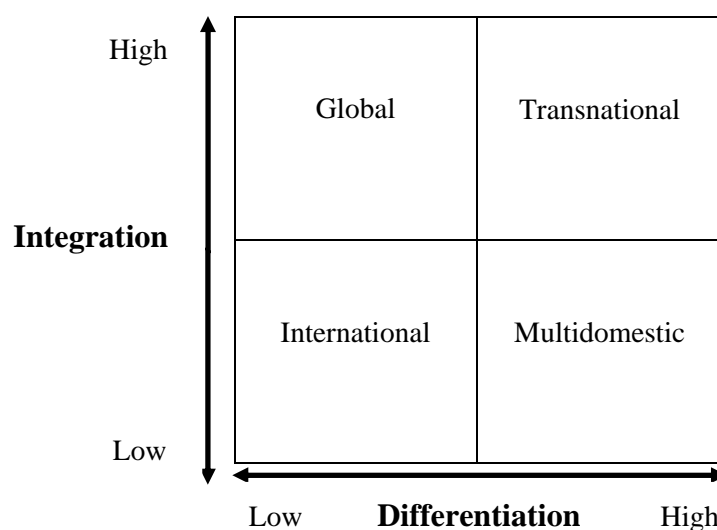 High
Global Transnational
Integration
International Multidomestic
Low
Low Differentiation High